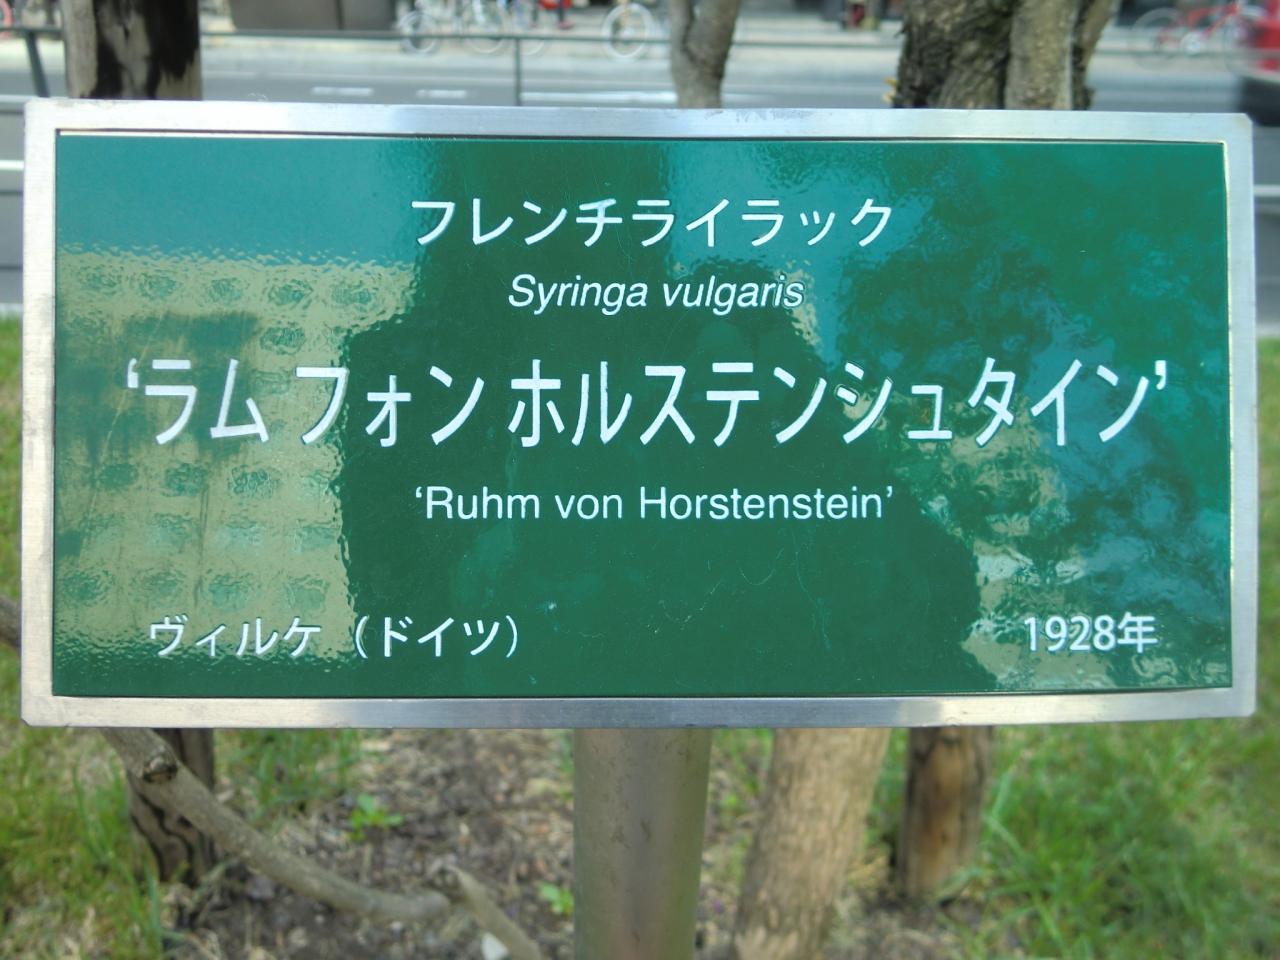 フレンチライラック
Syringa vulgaris
‘ラム フォン ホルステンシュタイン’
‘Ruhm von Horstenstein’
ヴィルケ（ドイツ） 1928年